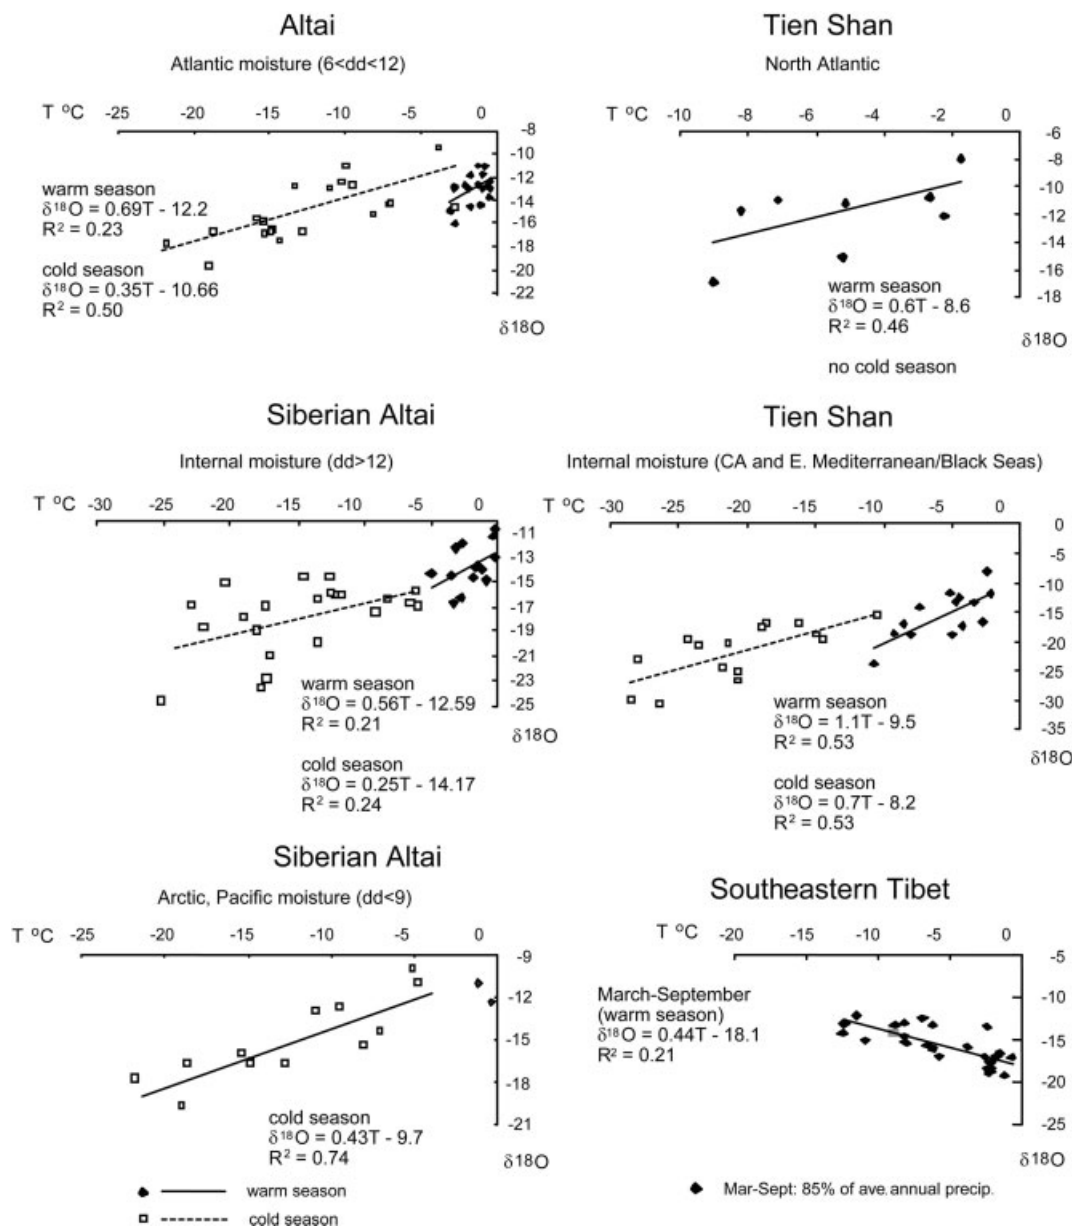 Altai
Atlantic moisture (6<dd<12)
T ºC -25 -20 -15 -10 -5 0
-8
-10
-12
-14
-16
-18
-20
-22
δ¹⁸O
warm season
δ¹⁸O = 0.69T - 12.2
R² = 0.23
cold season
δ¹⁸O = 0.35T - 10.66
R² = 0.50
Tien Shan
North Atlantic
T ºC -10 -8 -6 -4 -2 0
-6
-8
-10
-12
-14
-16
-18
δ18O
warm season
δ¹⁸O = 0.6T - 8.6
R² = 0.46
no cold season
Siberian Altai
Internal moisture (dd>12)
T ºC -30 -25 -20 -15 -10 -5 0
-11
-13
-15
-17
-19
-21
-23
-25
δ¹⁸O
warm season
δ¹⁸O = 0.56T - 12.59
R² = 0.21
cold season
δ¹⁸O = 0.25T - 14.17
R² = 0.24
Tien Shan
Internal moisture (CA and E. Mediterranean/Black Seas)
T ºC -30 -25 -20 -15 -10 -5 0
0
-5
-10
-15
-20
-25
-30
-35
δ¹⁸O
warm season
δ¹⁸O = 1.1T - 9.5
R² = 0.53
cold season
δ¹⁸O = 0.7T - 8.2
R² = 0.53
Siberian Altai
Arctic, Pacific moisture (dd<9)
T ºC -25 -20 -15 -10 -5 0
-9
-12
-15
-18
-21
δ¹⁸O
cold season
δ¹⁸O = 0.43T - 9.7
R² = 0.74
warm season
cold season
Southeastern Tibet
T ºC -20 -15 -10 -5 0
-5
-10
-15
-20
-25
δ¹⁸O
March-September
(warm season)
δ¹⁸O = 0.44T - 18.1
R² = 0.21
Mar-Sept: 85% of ave. annual precip.